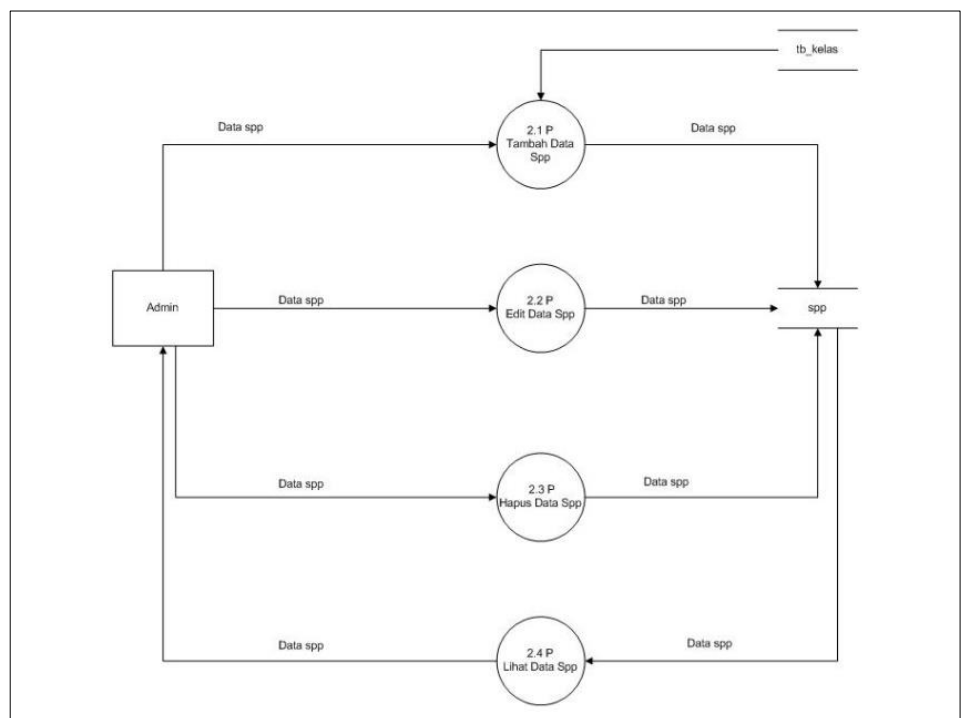 tb_kelas
Data spp
2.1 P
Tambah Data
Spp
Data spp
Admin
Data spp
2.2 P
Edit Data Spp
Data spp
spp
Data spp
2.3 P
Hapus Data Spp
Data spp
Data spp
2.4 P
Lihat Data Spp
Data spp